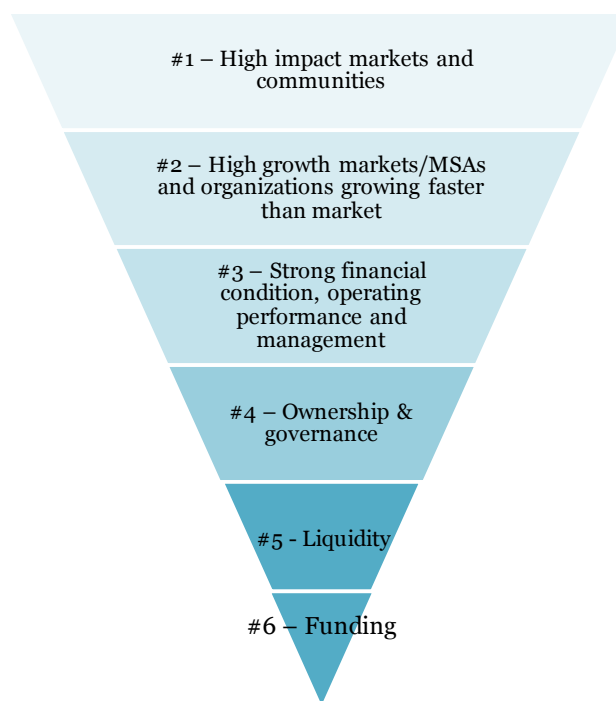 #1 – High impact markets and
communities
#2 – High growth markets/MSAs
and organizations growing faster
than market
#3 – Strong financial
condition, operating
performance and
management
#4 – Ownership &
governance
#5 - Liquidity
#6 – Funding